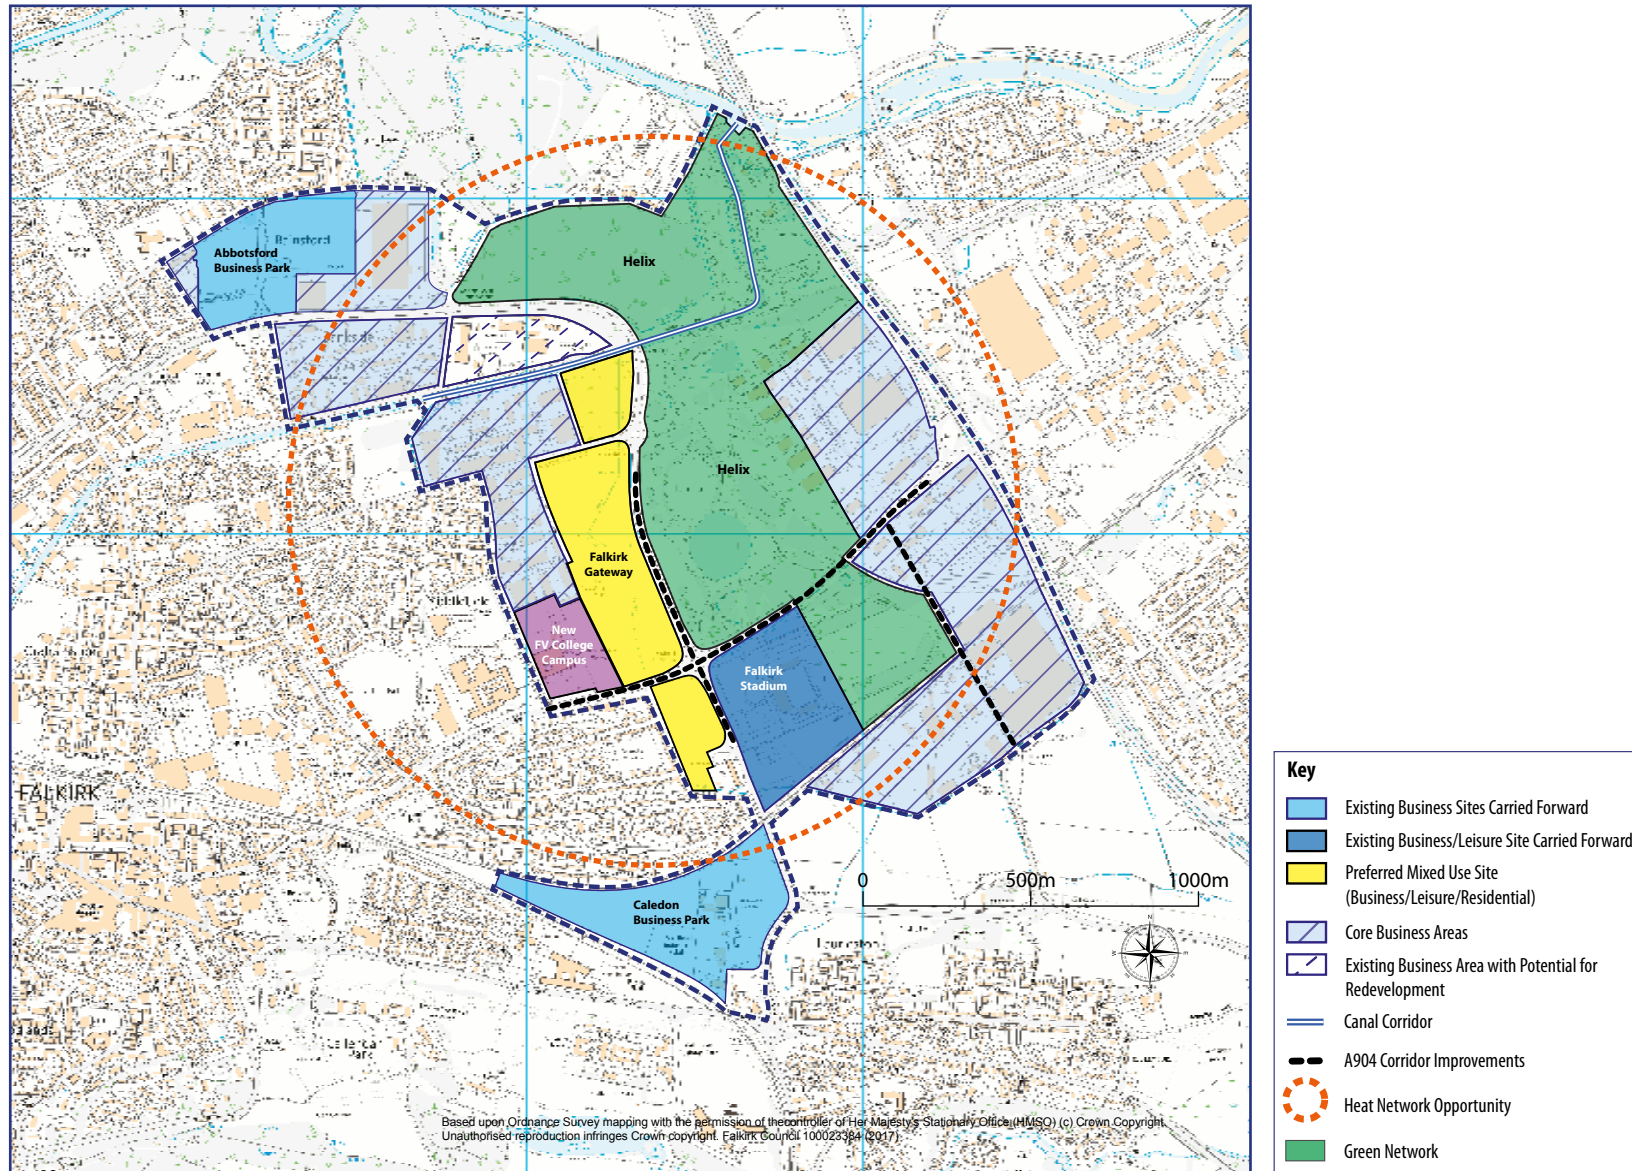 Abbotsford
Business Park
Helix
Helix
Falkirk
Gateway
New
FV College
Campus
Falkirk
Stadium
FALKIRK
Caledon
Business Park
0
500m
1000m
Based upon Ordnance Survey mapping with the permission of thecontroller of Her Majesty's Stationary Office (HMSO) (c) Crown Copyright.
Unauthorised reproduction infringes Crown copyright. Falkirk Council 100023384 (2017)
Key
Existing Business Sites Carried Forward
Existing Business/Leisure Site Carried Forward
Preferred Mixed Use Site
(Business/Leisure/Residential)
Core Business Areas
Existing Business Area with Potential for
Redevelopment
Canal Corridor
A904 Corridor Improvements
Heat Network Opportunity
Green Network